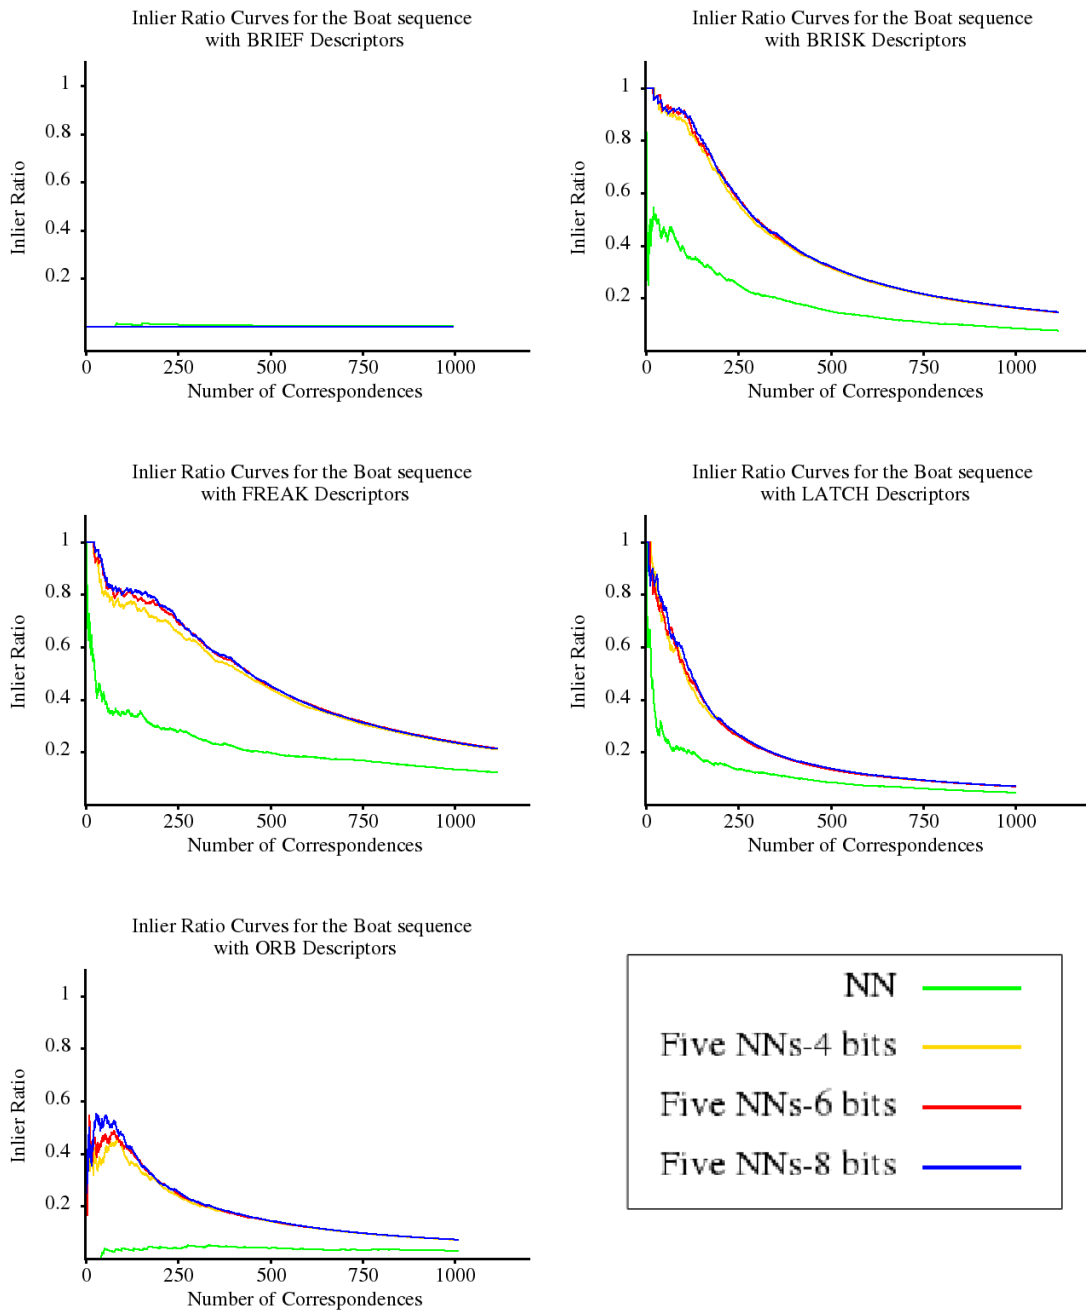 Inlier Ratio Curves for the Boat sequence
with BRIEF Descriptors
1
0.8
0.6
0.4
0.2
Inlier Ratio
0 250 500 750 1000
Number of Correspondences
Inlier Ratio Curves for the Boat sequence
with BRISK Descriptors
1
0.8
0.6
0.4
0.2
Inlier Ratio
0 250 500 750 1000
Number of Correspondences
Inlier Ratio Curves for the Boat sequence
with FREAK Descriptors
1
0.8
0.6
0.4
0.2
Inlier Ratio
0 250 500 750 1000
Number of Correspondences
Inlier Ratio Curves for the Boat sequence
with LATCH Descriptors
1
0.8
0.6
0.4
0.2
Inlier Ratio
0 250 500 750 1000
Number of Correspondences
Inlier Ratio Curves for the Boat sequence
with ORB Descriptors
1
0.8
0.6
0.4
0.2
Inlier Ratio
0 250 500 750 1000
Number of Correspondences
NN
Five NNs-4 bits
Five NNs-6 bits
Five NNs-8 bits